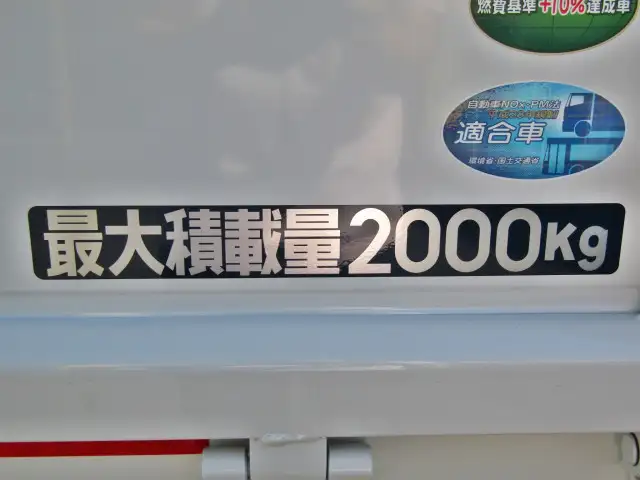 燃費基準+10%達成車
自動車NOx・PM法
適合車
環境省・国土交通省
最大積載量2000Kg